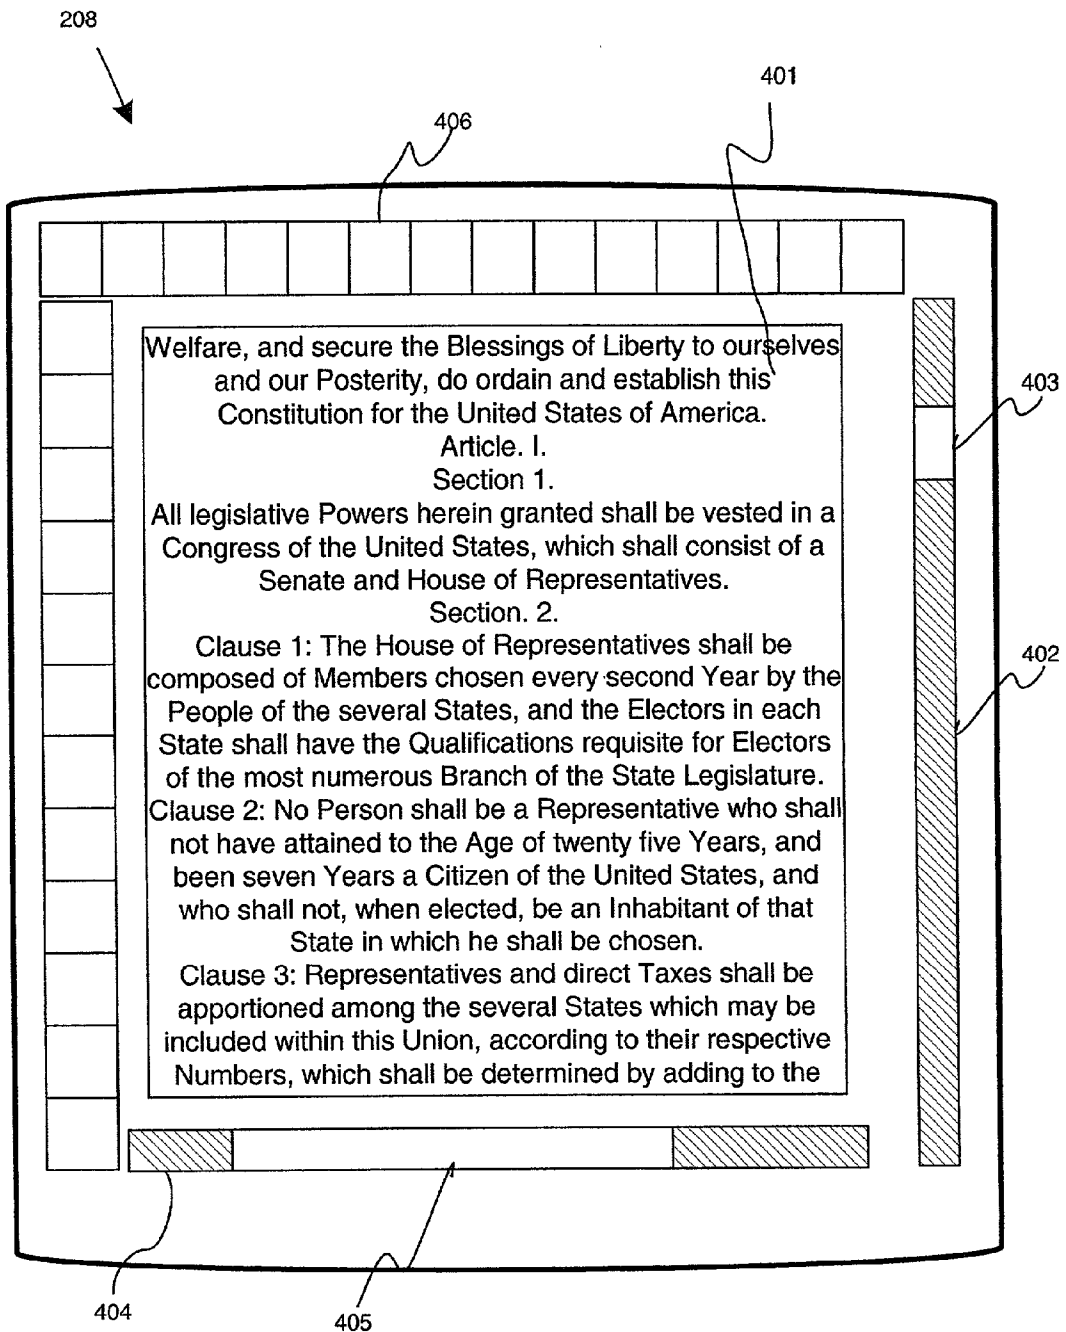 208
401
406
Welfare, and secure the Blessings of Liberty to ourselves
and our Posterity, do ordain and establish this
Constitution for the United States of America.
Article. I.
Section 1.
All legislative Powers herein granted shall be vested in a
Congress of the United States, which shall consist of a
Senate and House of Representatives.
Section. 2.
Clause 1: The House of Representatives shall be
composed of Members chosen every second Year by the
People of the several States, and the Electors in each
State shall have the Qualifications requisite for Electors
of the most numerous Branch of the State Legislature.
Clause 2: No Person shall be a Representative who shall
not have attained to the Age of twenty five Years, and
been seven Years a Citizen of the United States, and
who shall not, when elected, be an Inhabitant of that
State in which he shall be chosen.
Clause 3: Representatives and direct Taxes shall be
apportioned among the several States which may be
included within this Union, according to their respective
Numbers, which shall be determined by adding to the
403
402
404
405